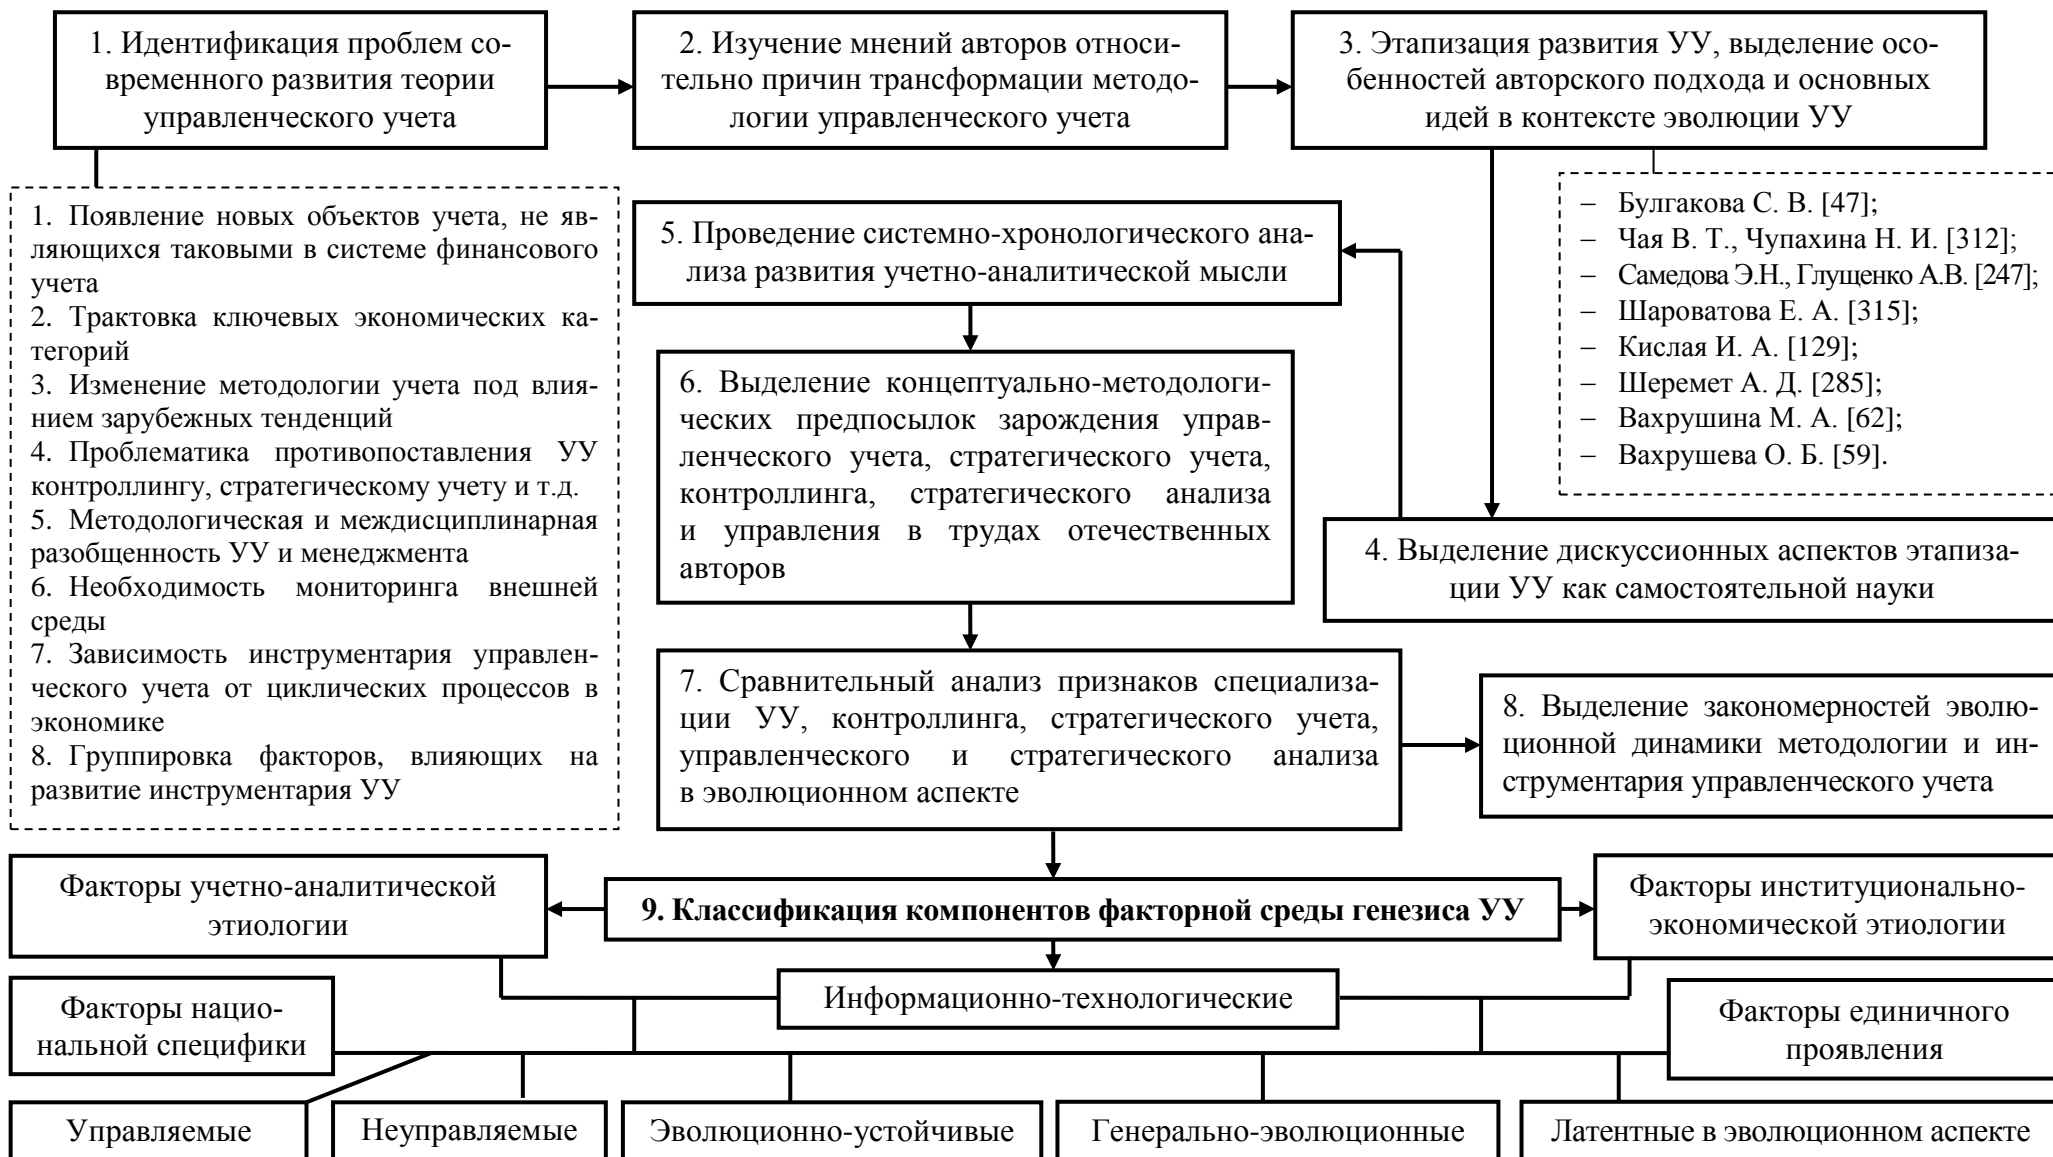 1. Идентификация проблем со-
временного развития теории
управленческого учета
2. Изучение мнений авторов относи-
тельно причин трансформации методо-
логии управленческого учета
3. Этапизация развития УУ, выделение осо-
бенностей авторского подхода и основных
идей в контексте эволюции УУ
1. Появление новых объектов учета, не яв-
ляющихся таковыми в системе финансового
учета
2. Трактовка ключевых экономических ка-
тегорий
3. Изменение методологии учета под влия-
нием зарубежных тенденций
4. Проблематика противопоставления УУ
контроллингу, стратегическому учету и т.д.
5. Методологическая и междисциплинарная
разобщенность УУ и менеджмента
6. Необходимость мониторинга внешней
среды
7. Зависимость инструментария управлен-
ческого учета от циклических процессов в
экономике
8. Группировка факторов, влияющих на
развитие инструментария УУ
– Булгакова С. В. [47];
– Чая В. Т., Чупахина Н. И. [312];
– Самедова Э.Н., Глущенко А.В. [247];
– Шароватова Е. А. [315];
– Кислая И. А. [129];
– Шеремет А. Д. [285];
– Вахрушина М. А. [62];
– Вахрушева О. Б. [59].
4. Выделение дискуссионных аспектов этапиза-
ции УУ как самостоятельной науки
5. Проведение системно-хронологического ана-
лиза развития учетно-аналитической мысли
6. Выделение концептуально-методологи-
ческих предпосылок зарождения управ-
ленческого учета, стратегического учета,
контроллинга, стратегического анализа
и управления в трудах отечественных
авторов
7. Сравнительный анализ признаков специализа-
ции УУ, контроллинга, стратегического учета,
управленческого и стратегического анализа
в эволюционном аспекте
8. Выделение закономерностей эволю-
ционной динамики методологии и ин-
струментария управленческого учета
9. Классификация компонентов факторной среды генезиса УУ
Факторы учетно-аналитической
этиологии
Факторы институционально-
экономической этиологии
Информационно-технологические
Факторы нацио-
нальной специфики
Факторы единичного
проявления
Управляемые
Неуправляемые
Эволюционно-устойчивые
Генерально-эволюционные
Латентные в эволюционном аспекте